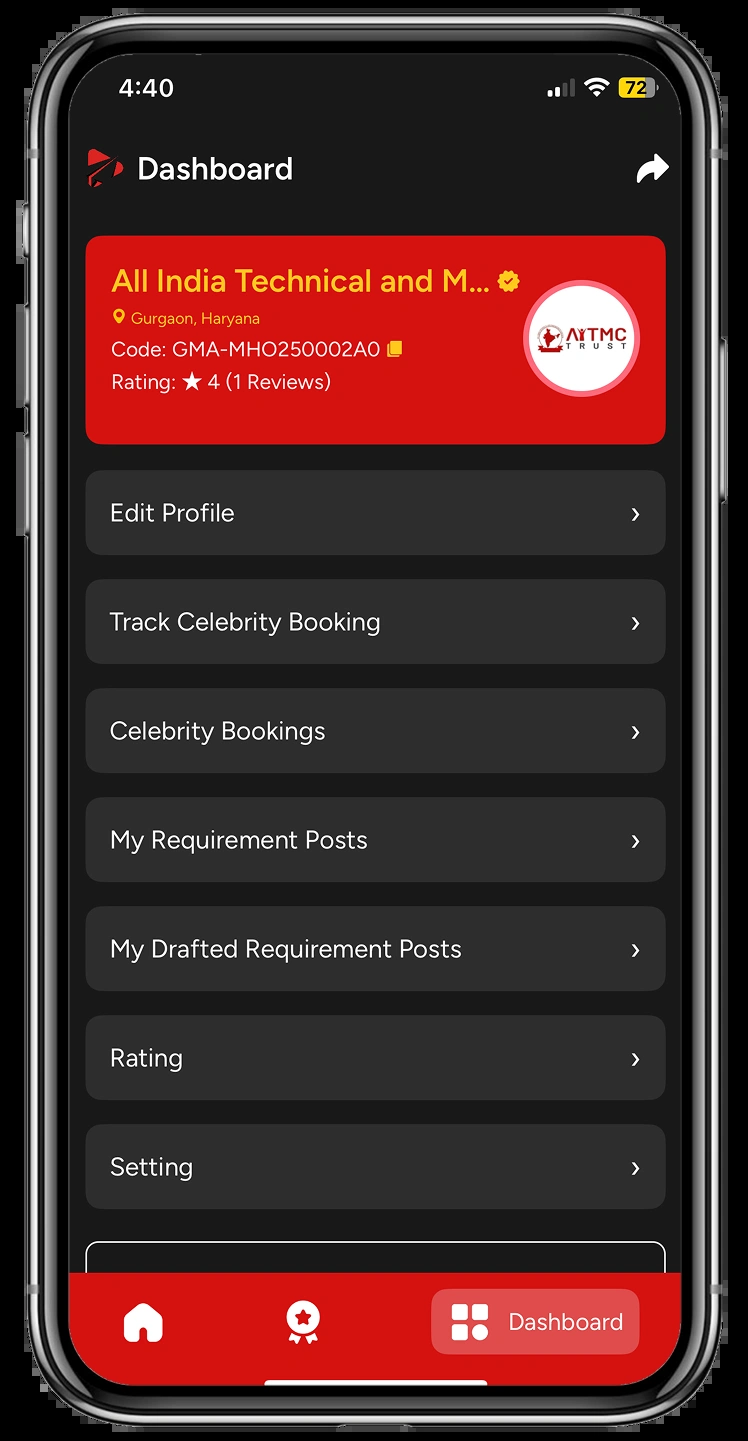 4:40
72
Dashboard
All India Technical and M...
Gurgaon, Haryana
Code: GMA-MHO250002A0
Rating: ★ 4 (1 Reviews)
AITMC
TRUST
Edit Profile
Track Celebrity Booking
Celebrity Bookings
My Requirement Posts
My Drafted Requirement Posts
Rating
Setting
Dashboard